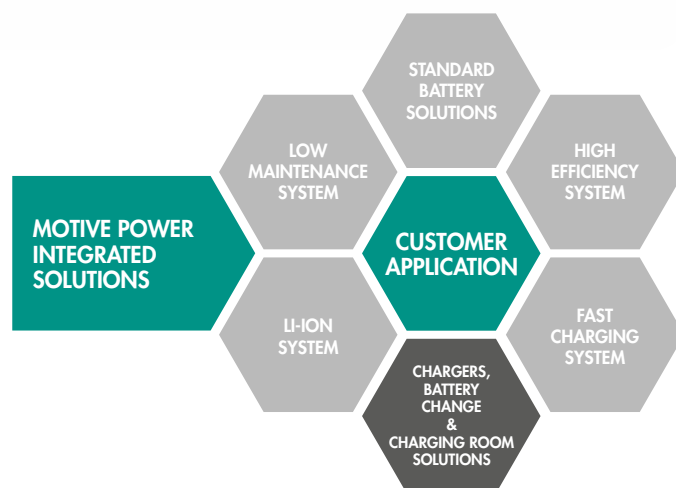 STANDARD
BATTERY
SOLUTIONS
LOW
MAINTENANCE
SYSTEM
HIGH
EFFICIENCY
SYSTEM
MOTIVE POWER
INTEGRATED
SOLUTIONS
CUSTOMER
APPLICATION
LI-ION
SYSTEM
FAST
CHARGING
SYSTEM
CHARGERS,
BATTERY
CHANGE
&
CHARGING ROOM
SOLUTIONS